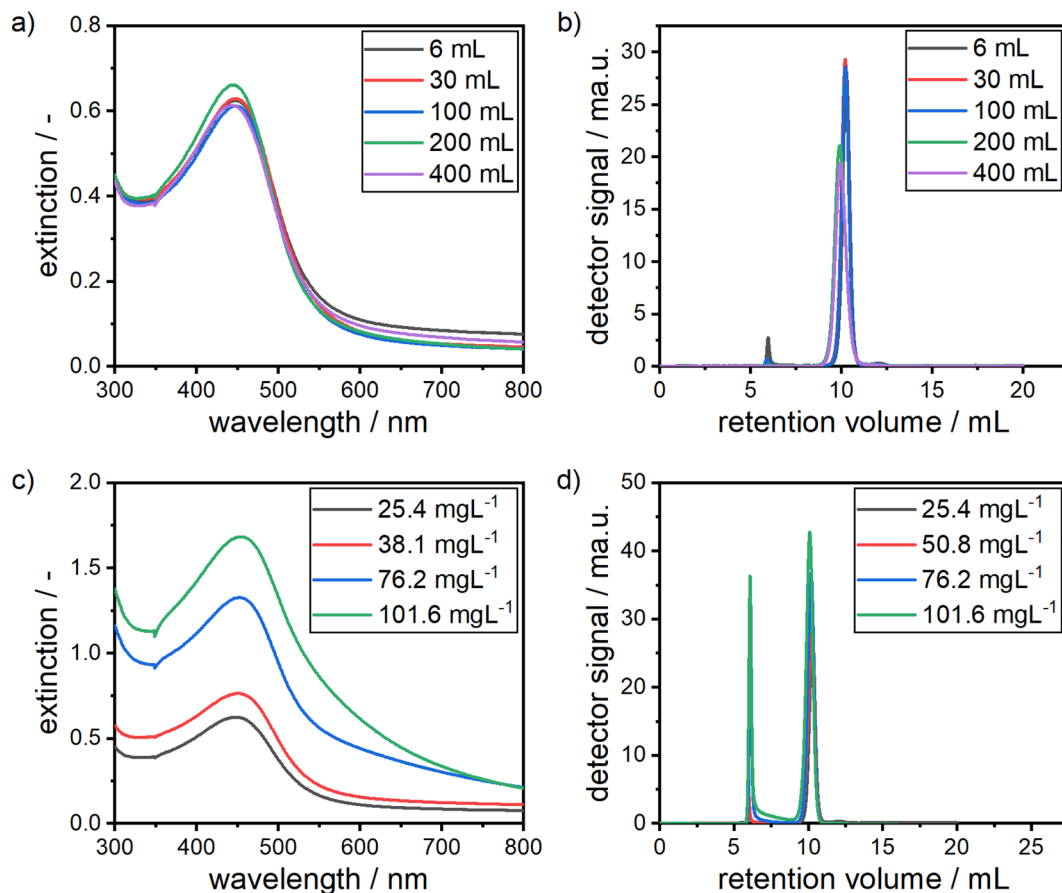 a)
extinction / -
0.8
0.6
0.4
0.2
0.0
6 mL
30 mL
100 mL
200 mL
400 mL
300 400 500 600 700 800
wavelength / nm
b)
detector signal / ma.u.
30
25
20
15
10
5
0
6 mL
30 mL
100 mL
200 mL
400 mL
0 5 10 15 20
retention volume / mL
c)
extinction / -
2.0
1.5
1.0
0.5
0.0
25.4 mgL⁻¹
38.1 mgL⁻¹
76.2 mgL⁻¹
101.6 mgL⁻¹
300 400 500 600 700 800
wavelength / nm
d)
detector signal / ma.u.
50
40
30
20
10
0
25.4 mgL⁻¹
50.8 mgL⁻¹
76.2 mgL⁻¹
101.6 mgL⁻¹
0 5 10 15 20 25
retention volume / mL